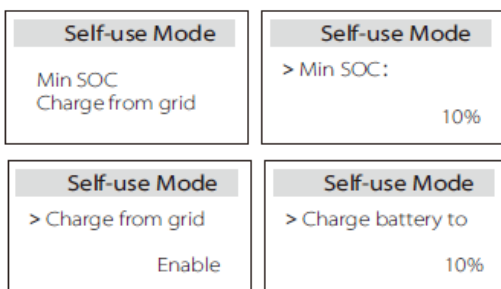 Self-use Mode
Min SOC
Charge from grid
Self-use Mode
> Min SOC:
10%
Self-use Mode
> Charge from grid
Enable
Self-use Mode
> Charge battery to
10%